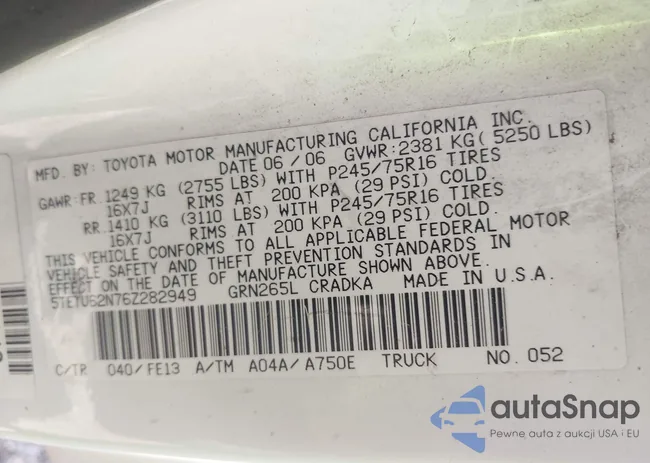 MFD. BY: TOYOTA MOTOR MANUFACTURING CALIFORNIA INC.
DATE 06/06 GVWR: 2381 KG( 5250 LBS)
GAWR: FR. 1249 KG (2755 LBS) WITH P245/75R16 TIRES
16X7J RIMS AT 200 KPA (29 PSI) COLD.
RR. 1410 KG (3110 LBS) WITH P245/75R16 TIRES
16X7J RIMS AT 200 KPA (29 PSI) COLD.
THIS VEHICLE CONFORMS TO ALL APPLICABLE FEDERAL MOTOR
VEHICLE SAFETY AND THEFT PREVENTION STANDARDS IN
EFFECT ON THE DATE OF MANUFACTURE SHOWN ABOVE.
5TETU62N76Z282949 GRN265L CRADKA MADE IN U.S.A.
C/TR 040/FE13 A/TM A04A/A750E TRUCK NO. 052
autaSnap
Pewne auta z aukcji USA i EU